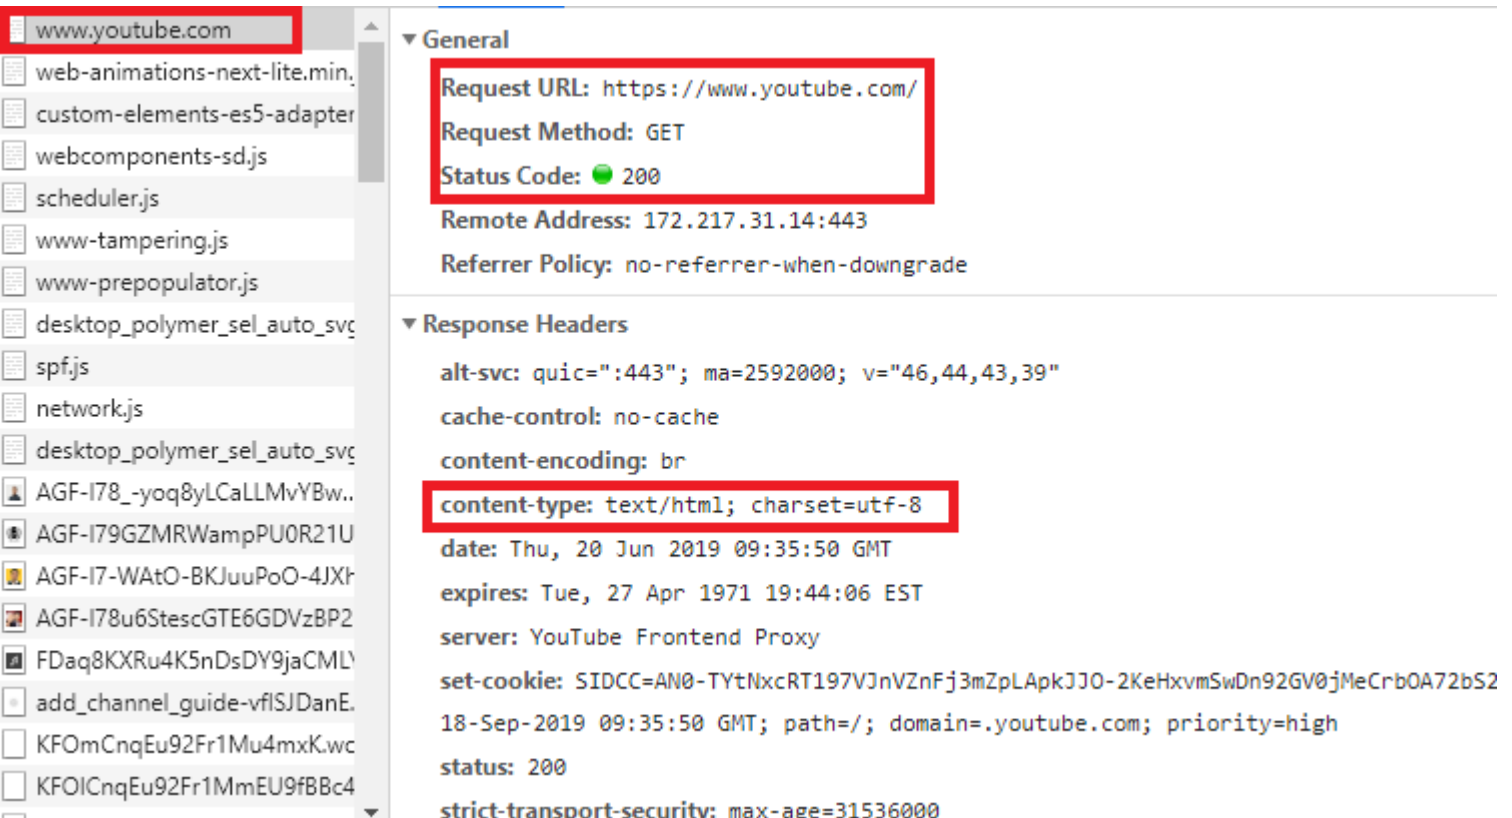 www.youtube.com
web-animations-next-lite.min.
custom-elements-es5-adapter
webcomponents-sd.js
scheduler.js
www-tampering.js
www-prepopulator.js
desktop_polymer_sel_auto_svg
spf.js
network.js
desktop_polymer_sel_auto_svg
AGF-l78_-yoq8yLCaLLMvYBw..
AGF-l79GZMRWampPU0R21U
AGF-l7-WAtO-BKJuuPoO-4JXh
AGF-l78u6StescGTE6GDVzBP2
FDaq8KXRu4K5nDsDY9jaCMLY
add_channel_guide-vflSJDanE.
KFOmCnqEu92Fr1Mu4mxK.wo
KFOlCnqEu92Fr1MmEU9fBBc4
General
Request URL: https://www.youtube.com/
Request Method: GET
Status Code: 200
Remote Address: 172.217.31.14:443
Referrer Policy: no-referrer-when-downgrade
Response Headers
alt-svc: quic=":443"; ma=2592000; v="46,44,43,39"
cache-control: no-cache
content-encoding: br
content-type: text/html; charset=utf-8
date: Thu, 20 Jun 2019 09:35:50 GMT
expires: Tue, 27 Apr 1971 19:44:06 EST
server: YouTube Frontend Proxy
set-cookie: SIDCC=AN0-TYtNxcRT197VJnVZnFj3mZpLApkJJO-2KeHxvmSwDn92GV0jMeCrbOA72bS2
18-Sep-2019 09:35:50 GMT; path=/; domain=.youtube.com; priority=high
status: 200
strict-transport-security: max-age=31536000